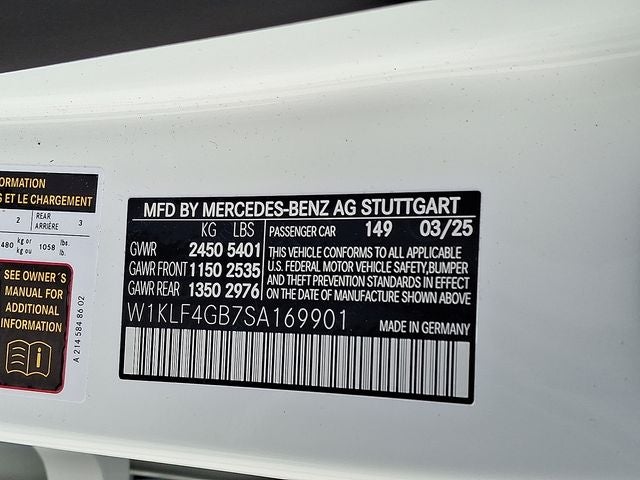 ORMATION
S ET LE CHARGEMENT
2 REAR ARRIÈRE 3
480 kg or kg ou 1058 lbs. lb.
SEE OWNER´S
MANUAL FOR
ADDITIONAL
INFORMATION
A 214 584 86 02
MFD BY MERCEDES-BENZ AG STUTTGART
KG LBS
GVWR 2450 5401
GAWR FRONT 1150 2535
GAWR REAR 1350 2976
PASSENGER CAR 149 03/25
THIS VEHICLE CONFORMS TO ALL APPLICABLE
U.S. FEDERAL MOTOR VEHICLE SAFETY,BUMPER
AND THEFT PREVENTION STANDARDS IN EFFECT
ON THE DATE OF MANUFACTURE SHOWN ABOVE
W1KLF4GB7SA169901
MADE IN GERMANY